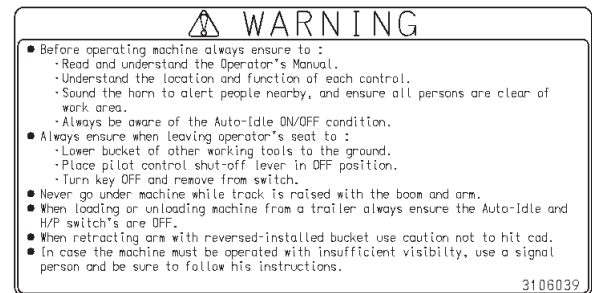 WARNING
● Before operating machine always ensure to :
・Read and understand the Operator's Manual.
・Understand the location and function of each control.
・Sound the horn to alert people nearby, and ensure all persons are clear of
work area.
・Always be aware of the Auto-Idle ON/OFF condition.
● Always ensure when leaving operator's seat to :
・Lower bucket of other working tools to the ground.
・Place pilot control shut-off lever in OFF position.
・Turn key OFF and remove from switch.
● Never go under machine while track is raised with the boom and arm.
● When loading or unloading machine from a trailer always ensure the Auto-Idle and
H/P switch's are OFF.
● When retracting arm with reversed-installed bucket use caution not to hit cad.
● In case the machine must be operated with insufficient visibilty, use a signal
person and be sure to follow his instructions.
3106039